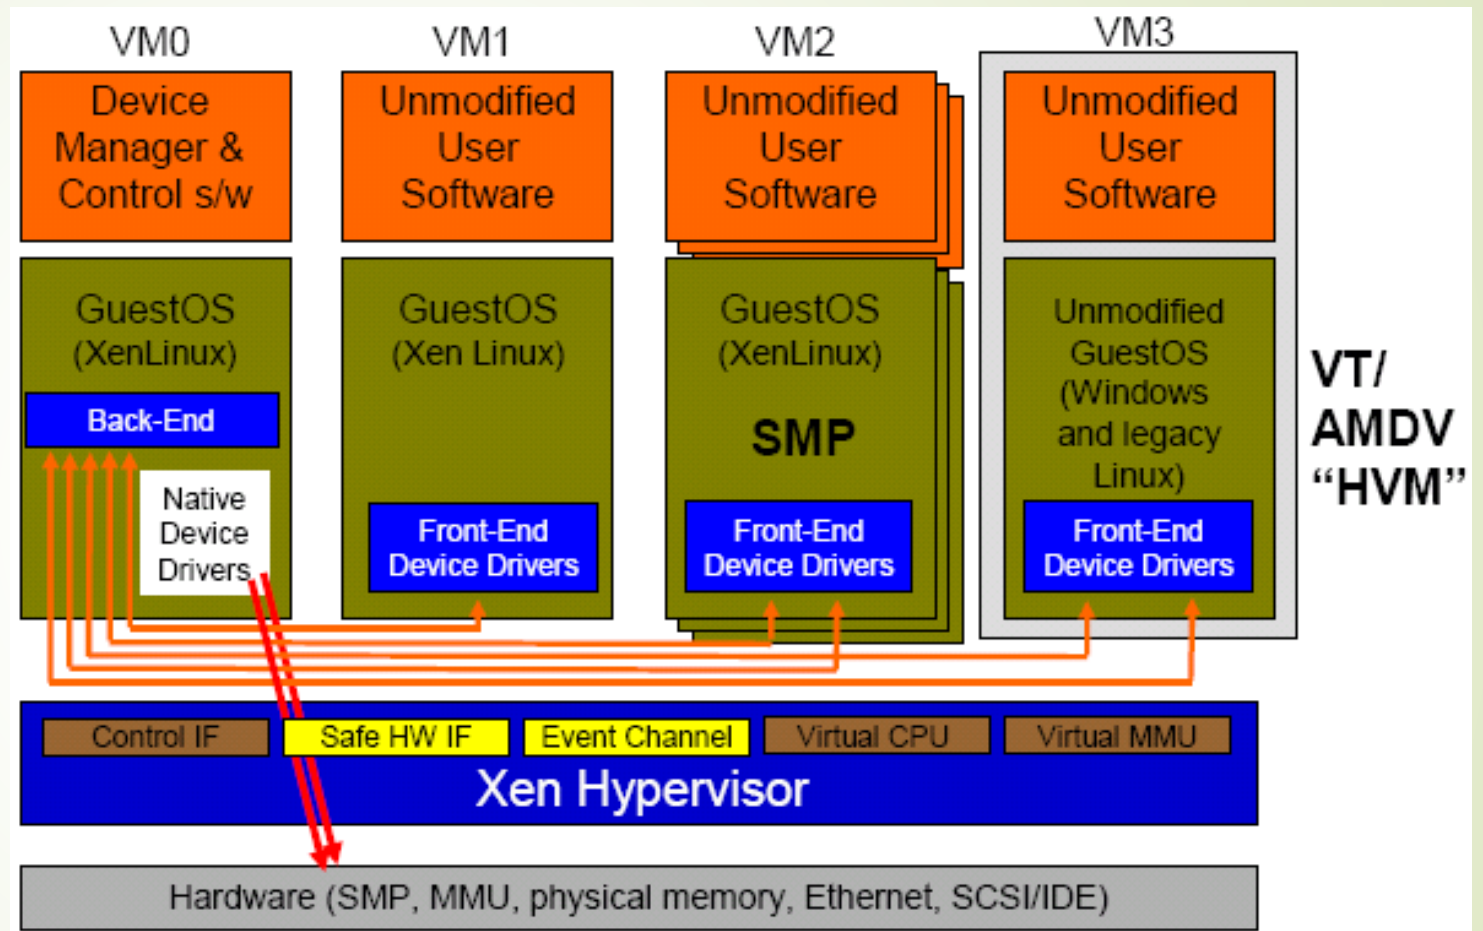 VM0
VM1
VM2
VM3
Device
Manager &
Control s/w
Unmodified
User
Software
Unmodified
User
Software
Unmodified
User
Software
GuestOS
(XenLinux)
Back-End
Native
Device
Drivers
GuestOS
(Xen Linux)
Front-End
Device Drivers
GuestOS
(XenLinux)
SMP
Front-End
Device Drivers
Unmodified
GuestOS
(Windows
and legacy
Linux)
Front-End
Device Drivers
VT/
AMDV
“HVM”
Control IF
Safe HW IF
Event Channel
Virtual CPU
Virtual MMU
Xen Hypervisor
Hardware (SMP, MMU, physical memory, Ethernet, SCSI/IDE)